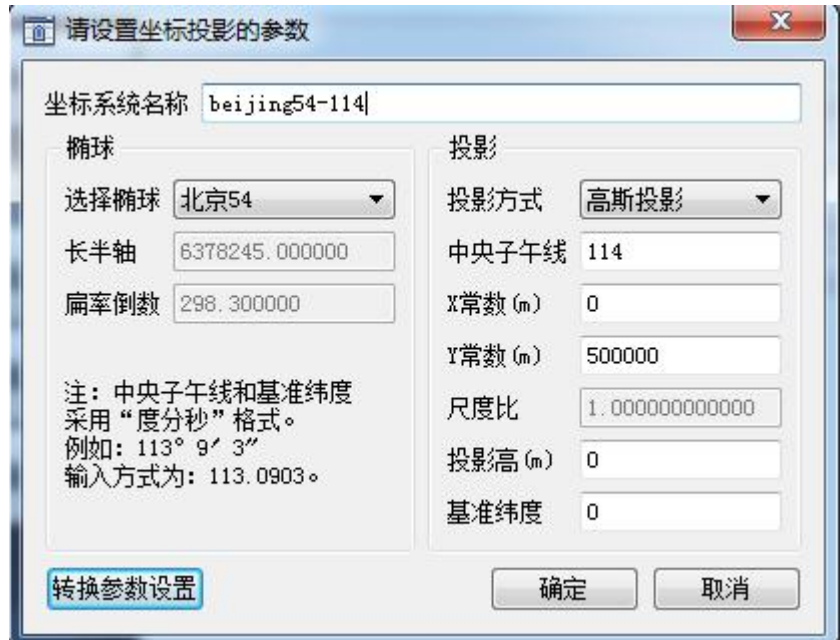 请设置坐标投影的参数
坐标系统名称 beijing54-114
椭球
选择椭球 北京54
长半轴 6378245.000000
扁率倒数 298.300000
注：中央子午线和基准纬度
采用“度分秒”格式。
例如：113° 9′ 3″
输入方式为：113.0903。
投影
投影方式 高斯投影
中央子午线 114
X常数(m) 0
Y常数(m) 500000
尺度比 1.000000000000
投影高(m) 0
基准纬度 0
转换参数设置
确定
取消